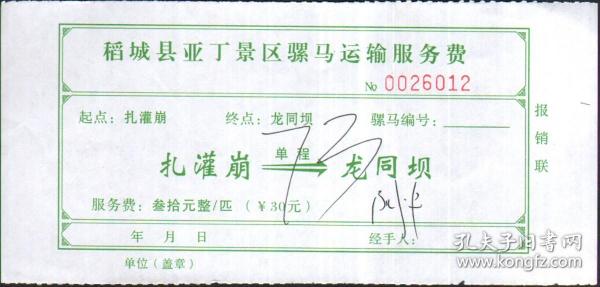 稻城县亚丁景区骡马运输服务费
No 0026012
起点：扎灌崩 终点：龙同坝 骡马编号：
扎灌崩 单程 龙同坝
服务费：叁拾元整/匹 （￥30元）
年 月 日 经手人：
单位（盖章）
报销联
73
孔夫子旧书网
www.kongfz.com